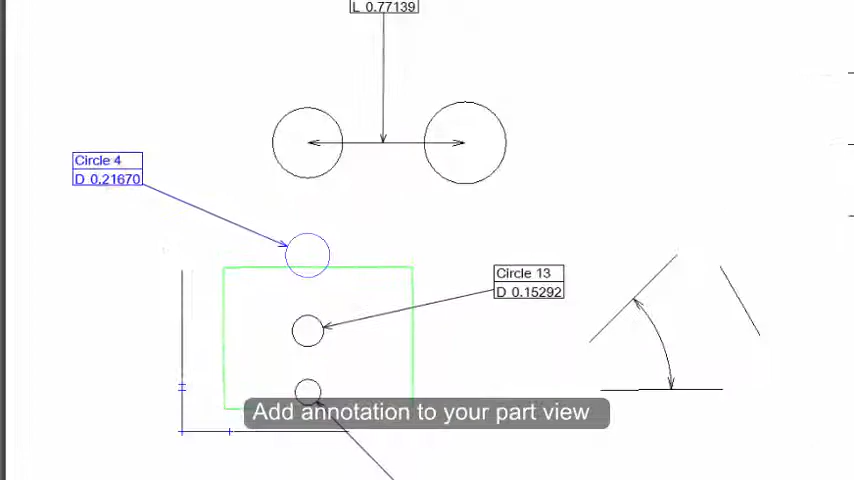 L 0.77139
Circle 4
D 0.21670
Circle 13
D 0.15292
Add annotation to your part view